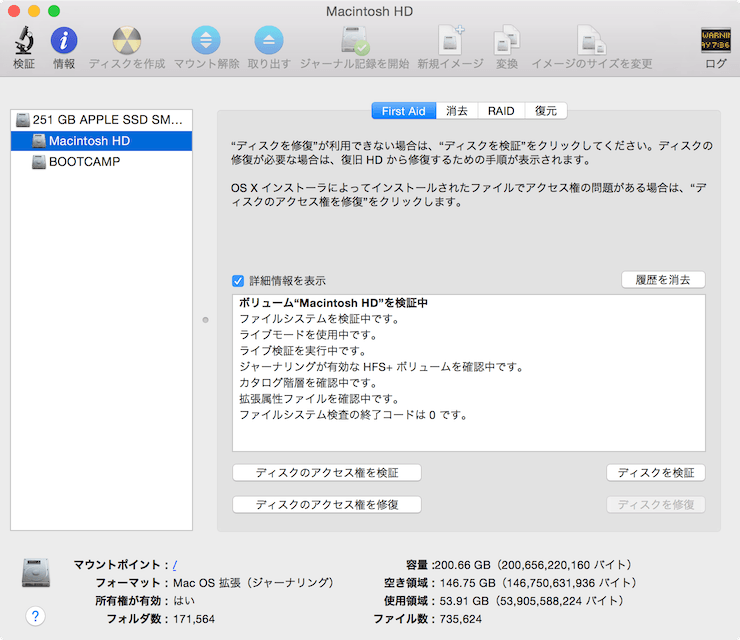 Macintosh HD
検証 情報 ディスクを作成 マウント解除 取り出す ジャーナル記録を開始 新規イメージ 変換 イメージのサイズを変更 ログ
WARNIN
AY 7:36
251 GB APPLE SSD SM...
Macintosh HD
BOOTCAMP
First Aid 消去 RAID 復元
“ディスクを修復”が利用できない場合は、“ディスクを検証”をクリックしてください。ディスクの
修復が必要な場合は、復旧 HD から修復するための手順が表示されます。
OS X インストーラによってインストールされたファイルでアクセス権の問題がある場合は、“デ
ィスクのアクセス権を修復”をクリックします。
詳細情報を表示 履歴を消去
ボリューム“Macintosh HD”を検証中
ファイルシステムを検証中です。
ライブモードを使用中です。
ライブ検証を実行中です。
ジャーナリングが有効な HFS+ ボリュームを確認中です。
カタログ階層を確認中です。
拡張属性ファイルを確認中です。
ファイルシステム検査の終了コードは 0 です。
ディスクのアクセス権を検証 ディスクを検証
ディスクのアクセス権を修復 ディスクを修復
マウントポイント : / 容量 :200.66 GB（200,656,220,160 バイト）
フォーマット : Mac OS 拡張（ジャーナリング） 空き領域 : 146.75 GB（146,750,631,936 バイト）
所有権が有効 : はい 使用領域 : 53.91 GB（53,905,588,224 バイト）
フォルダ数 : 171,564 ファイル数 : 735,624
?